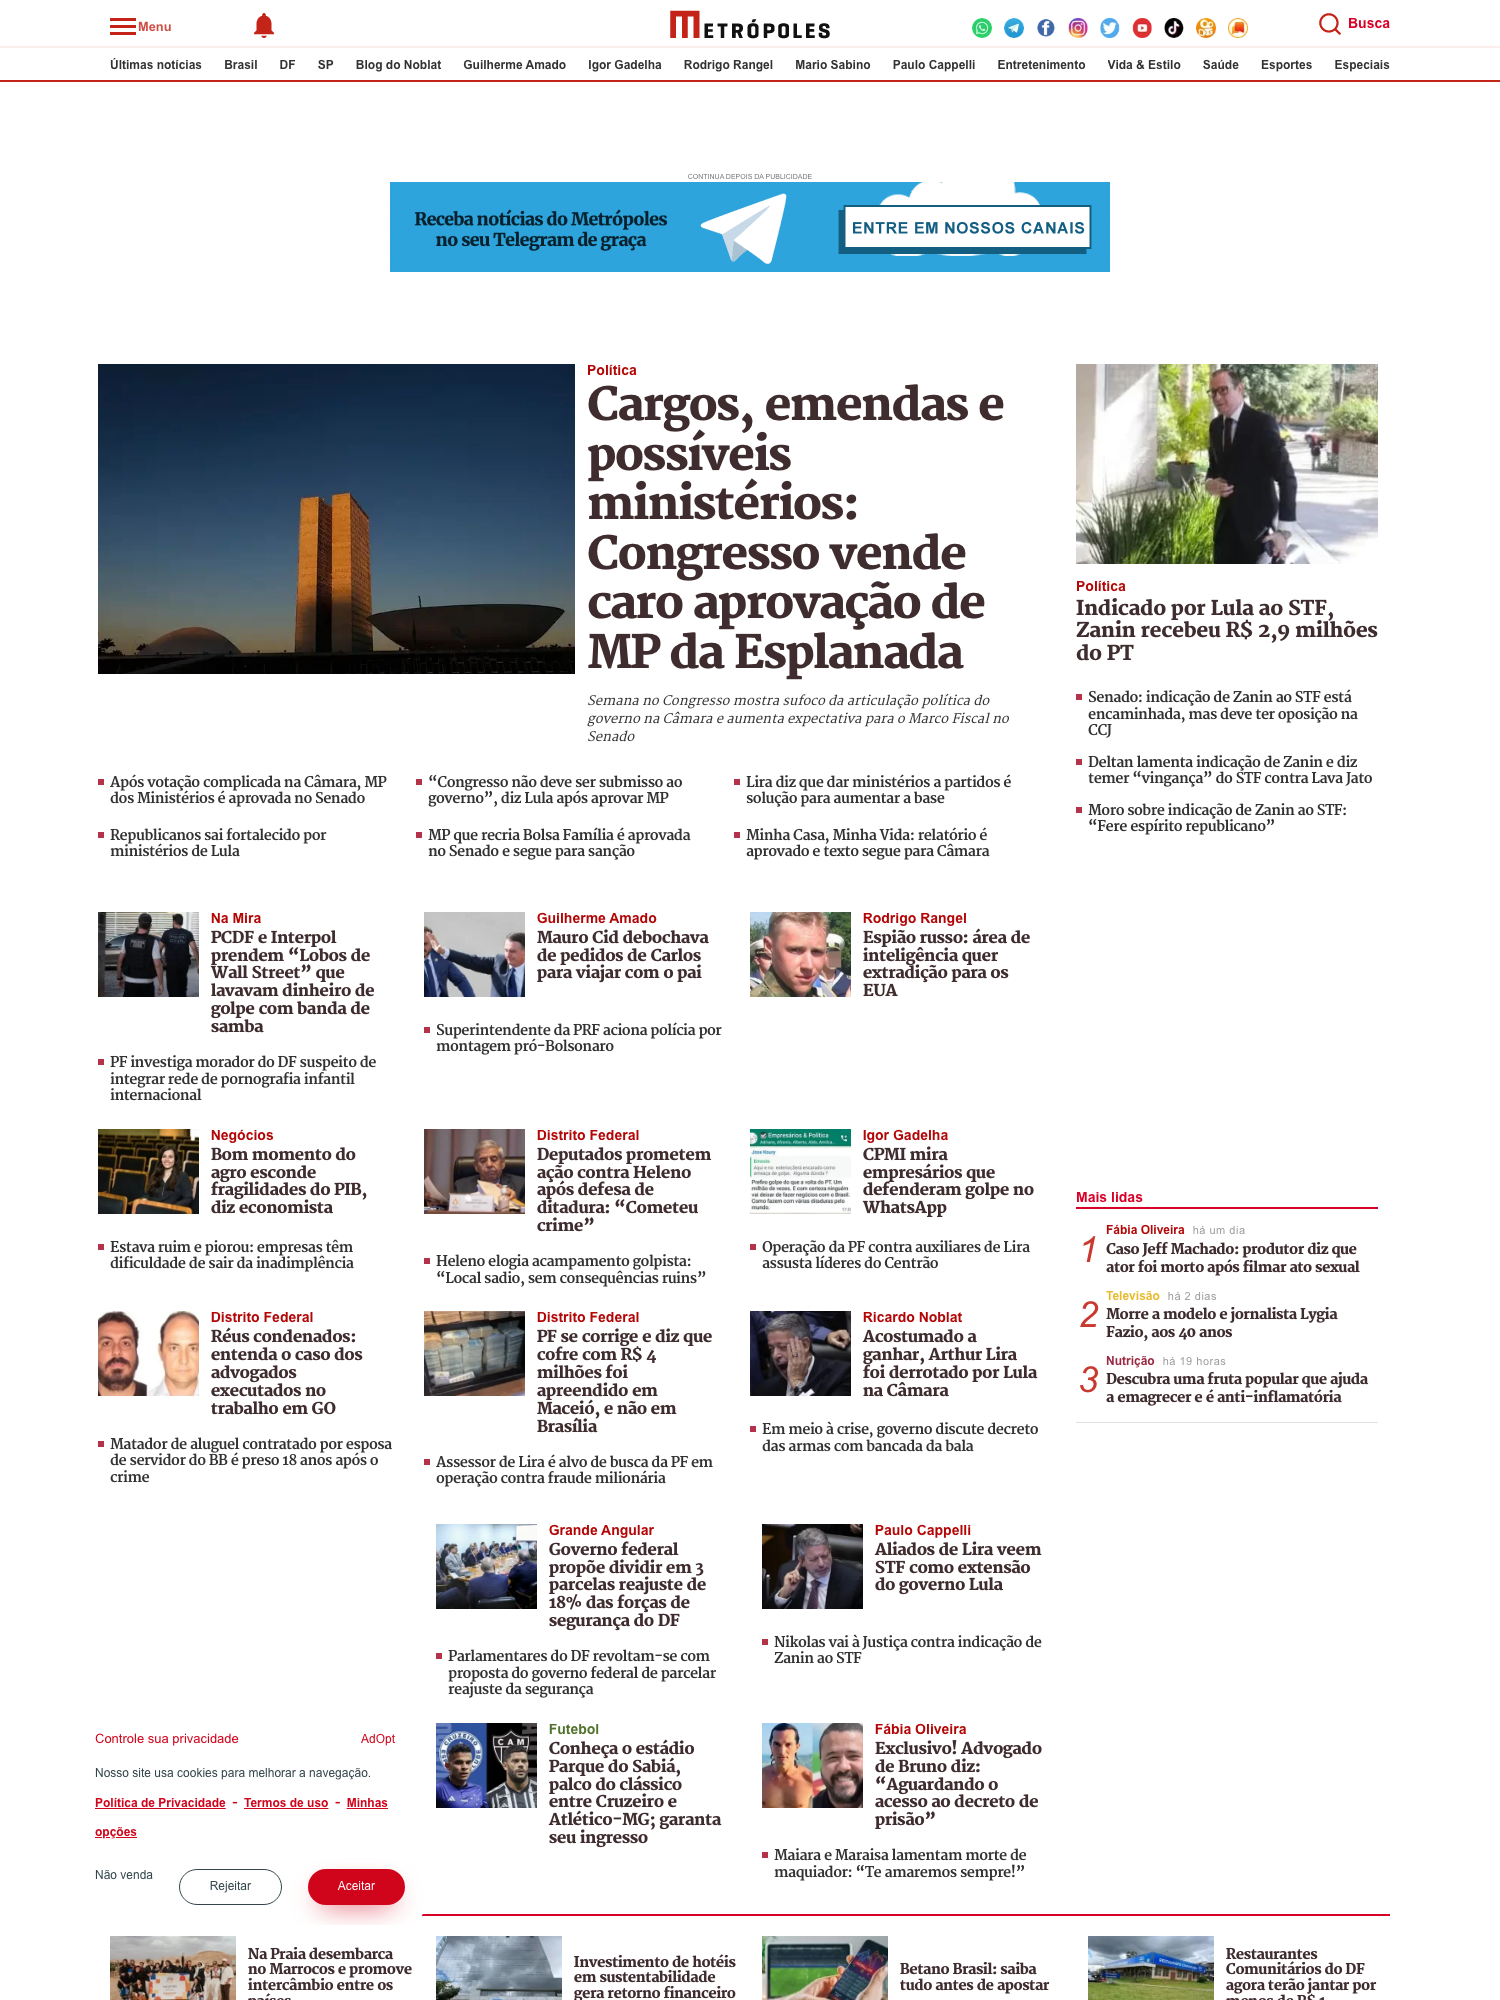 Menu
METRÓPOLES
Busca
Últimas notícias Brasil DF SP Blog do Noblat Guilherme Amado Igor Gadelha Rodrigo Rangel Mario Sabino Paulo Cappelli Entretenimento Vida & Estilo Saúde Esportes Especiais
CONTINUA DEPOIS DA PUBLICIDADE
Receba notícias do Metrópoles
no seu Telegram de graça
ENTRE EM NOSSOS CANAIS
Política
Cargos, emendas e
possíveis
ministérios:
Congresso vende
caro aprovação de
MP da Esplanada
Semana no Congresso mostra sufoco da articulação política do
governo na Câmara e aumenta expectativa para o Marco Fiscal no
Senado
Política
Indicado por Lula ao STF,
Zanin recebeu R$ 2,9 milhões
do PT
Senado: indicação de Zanin ao STF está
encaminhada, mas deve ter oposição na
CCJ
Deltan lamenta indicação de Zanin e diz
temer “vingança” do STF contra Lava Jato
Moro sobre indicação de Zanin ao STF:
“Fere espírito republicano”
Após votação complicada na Câmara, MP
dos Ministérios é aprovada no Senado
“Congresso não deve ser submisso ao
governo”, diz Lula após aprovar MP
Lira diz que dar ministérios a partidos é
solução para aumentar a base
Republicanos sai fortalecido por
ministérios de Lula
MP que recria Bolsa Família é aprovada
no Senado e segue para sanção
Minha Casa, Minha Vida: relatório é
aprovado e texto segue para Câmara
Na Mira
PCDF e Interpol
prendem “Lobos de
Wall Street” que
lavavam dinheiro de
golpe com banda de
samba
PF investiga morador do DF suspeito de
integrar rede de pornografia infantil
internacional
Guilherme Amado
Mauro Cid debochava
de pedidos de Carlos
para viajar com o pai
Superintendente da PRF aciona polícia por
montagem pró-Bolsonaro
Rodrigo Rangel
Espião russo: área de
inteligência quer
extradição para os
EUA
Negócios
Bom momento do
agro esconde
fragilidades do PIB,
diz economista
Estava ruim e piorou: empresas têm
dificuldade de sair da inadimplência
Distrito Federal
Deputados prometem
ação contra Heleno
após defesa de
ditadura: “Cometeu
crime”
Heleno elogia acampamento golpista:
“Local sadio, sem consequências ruins”
Empresários & Política
Igor Gadelha
CPMI mira
empresários que
defenderam golpe no
WhatsApp
Operação da PF contra auxiliares de Lira
assusta líderes do Centrão
Mais lidas
1
Fábia Oliveira há um dia
Caso Jeff Machado: produtor diz que
ator foi morto após filmar ato sexual
2
Televisão há 2 dias
Morre a modelo e jornalista Lygia
Fazio, aos 40 anos
3
Nutrição há 19 horas
Descubra uma fruta popular que ajuda
a emagrecer e é anti-inflamatória
Distrito Federal
Réus condenados:
entenda o caso dos
advogados
executados no
trabalho em GO
Matador de aluguel contratado por esposa
de servidor do BB é preso 18 anos após o
crime
Distrito Federal
PF se corrige e diz que
cofre com R$ 4
milhões foi
apreendido em
Maceió, e não em
Brasília
Assessor de Lira é alvo de busca da PF em
operação contra fraude milionária
Ricardo Noblat
Acostumado a
ganhar, Arthur Lira
foi derrotado por Lula
na Câmara
Em meio à crise, governo discute decreto
das armas com bancada da bala
Grande Angular
Governo federal
propõe dividir em 3
parcelas reajuste de
18% das forças de
segurança do DF
Parlamentares do DF revoltam-se com
proposta do governo federal de parcelar
reajuste da segurança
Paulo Cappelli
Aliados de Lira veem
STF como extensão
do governo Lula
Nikolas vai à Justiça contra indicação de
Zanin ao STF
CAM
Futebol
Conheça o estádio
Parque do Sabiá,
palco do clássico
entre Cruzeiro e
Atlético-MG; garanta
seu ingresso
Fábia Oliveira
Exclusivo! Advogado
de Bruno diz:
“Aguardando o
acesso ao decreto de
prisão”
Maiara e Maraisa lamentam morte de
maquiador: “Te amaremos sempre!”
Controle sua privacidade AdOpt
Nosso site usa cookies para melhorar a navegação.
Política de Privacidade - Termos de uso - Minhas
opções
Não venda Rejeitar Aceitar
Na Praia desembarca
no Marrocos e promove
intercâmbio entre os
países
Investimento de hotéis
em sustentabilidade
gera retorno financeiro
Betano Brasil: saiba
tudo antes de apostar
Restaurantes
Comunitários do DF
agora terão jantar por
menos de R$ 1